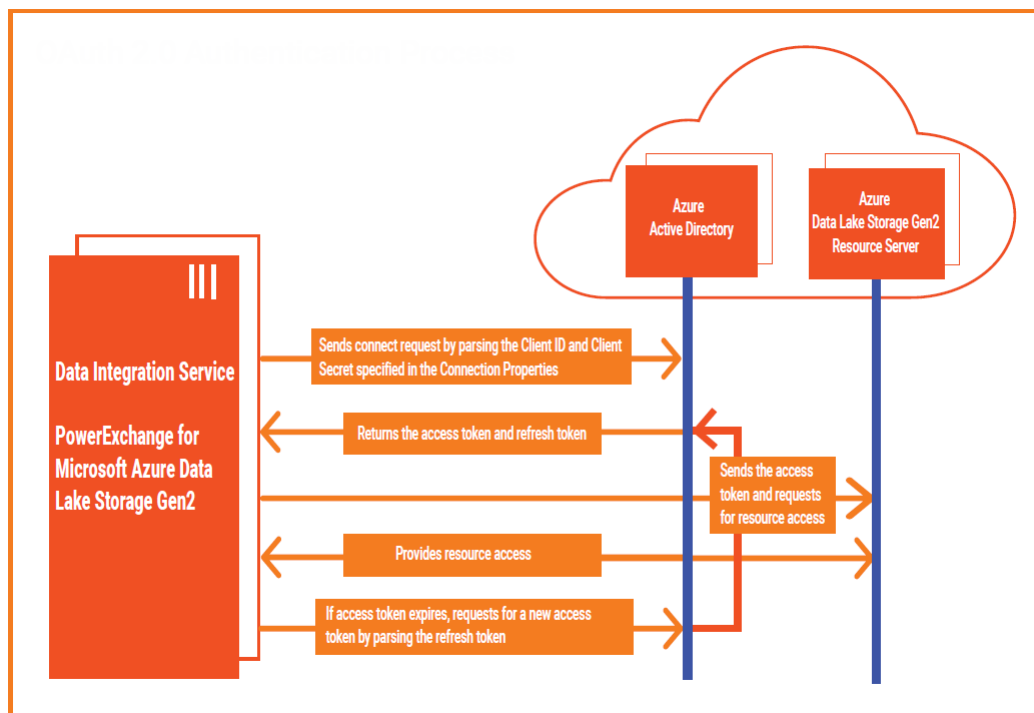 Azure
Active Directory
Azure
Data Lake Storage Gen2
Resource Server
Data Integration Service
PowerExchange for
Microsoft Azure Data
Lake Storage Gen2
Sends connect request by parsing the Client ID and Client
Secret specified in the Connection Properties
Returns the access token and refresh token
Sends the access
token and requests
for resource access
Provides resource access
If access token expires, requests for a new access
token by parsing the refresh token